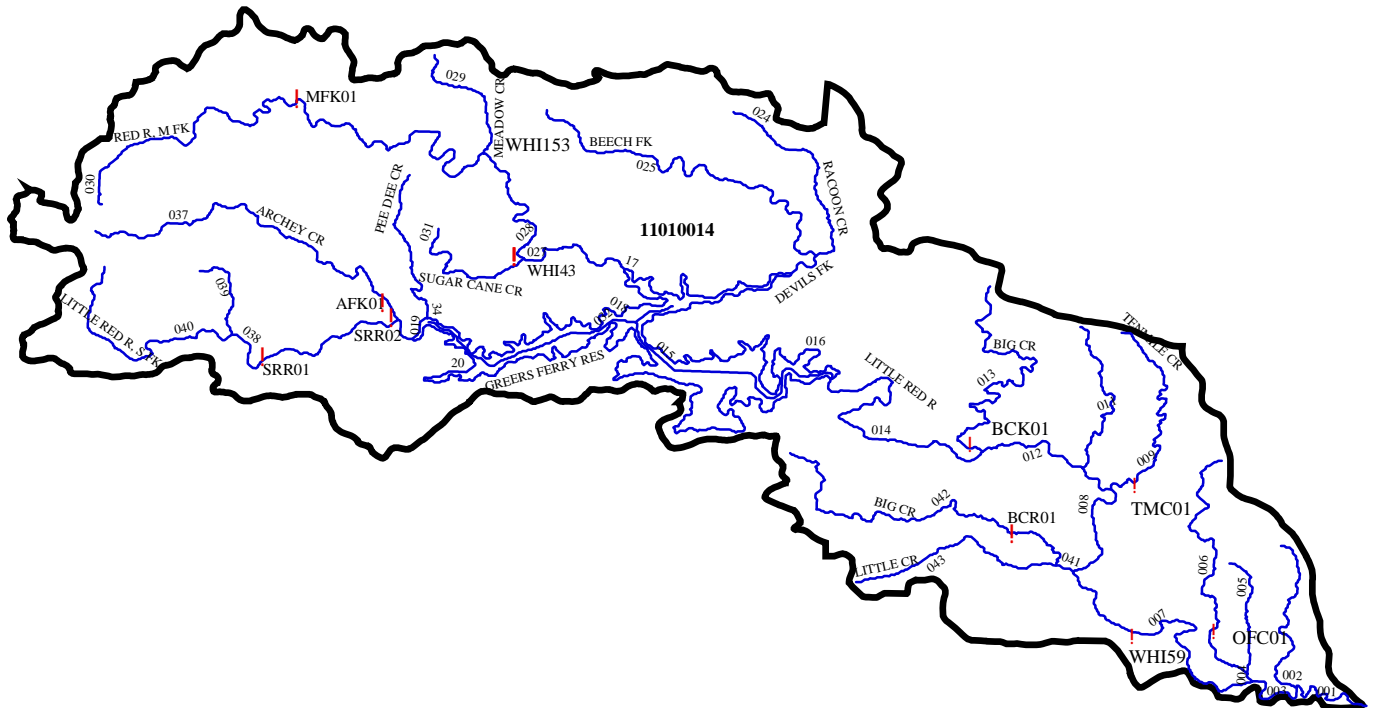 029
MFK01
MEADOW CR
024
RED R, M FK
WHI153
BEECH FK
025
RACOON CR
030
PEE DEE CR
037
ARCHEY CR
031
028
11010014
027
17
WHI43
SUGAR CANE CR
DEVILS FK
039
LITTLE RED R, S FK
AFK01
34
019
018
040
038
SRR02
SRR01
20
GREERS FERRY RES
015
016
TENMILE CR
BIG CR
013
LITTLE RED R
014
BCK01
012
009
TMC01
008
BIG CR
042
BCR01
041
LITTLE CR
043
006
005
007
OFC01
WHI59
004
002
003
001